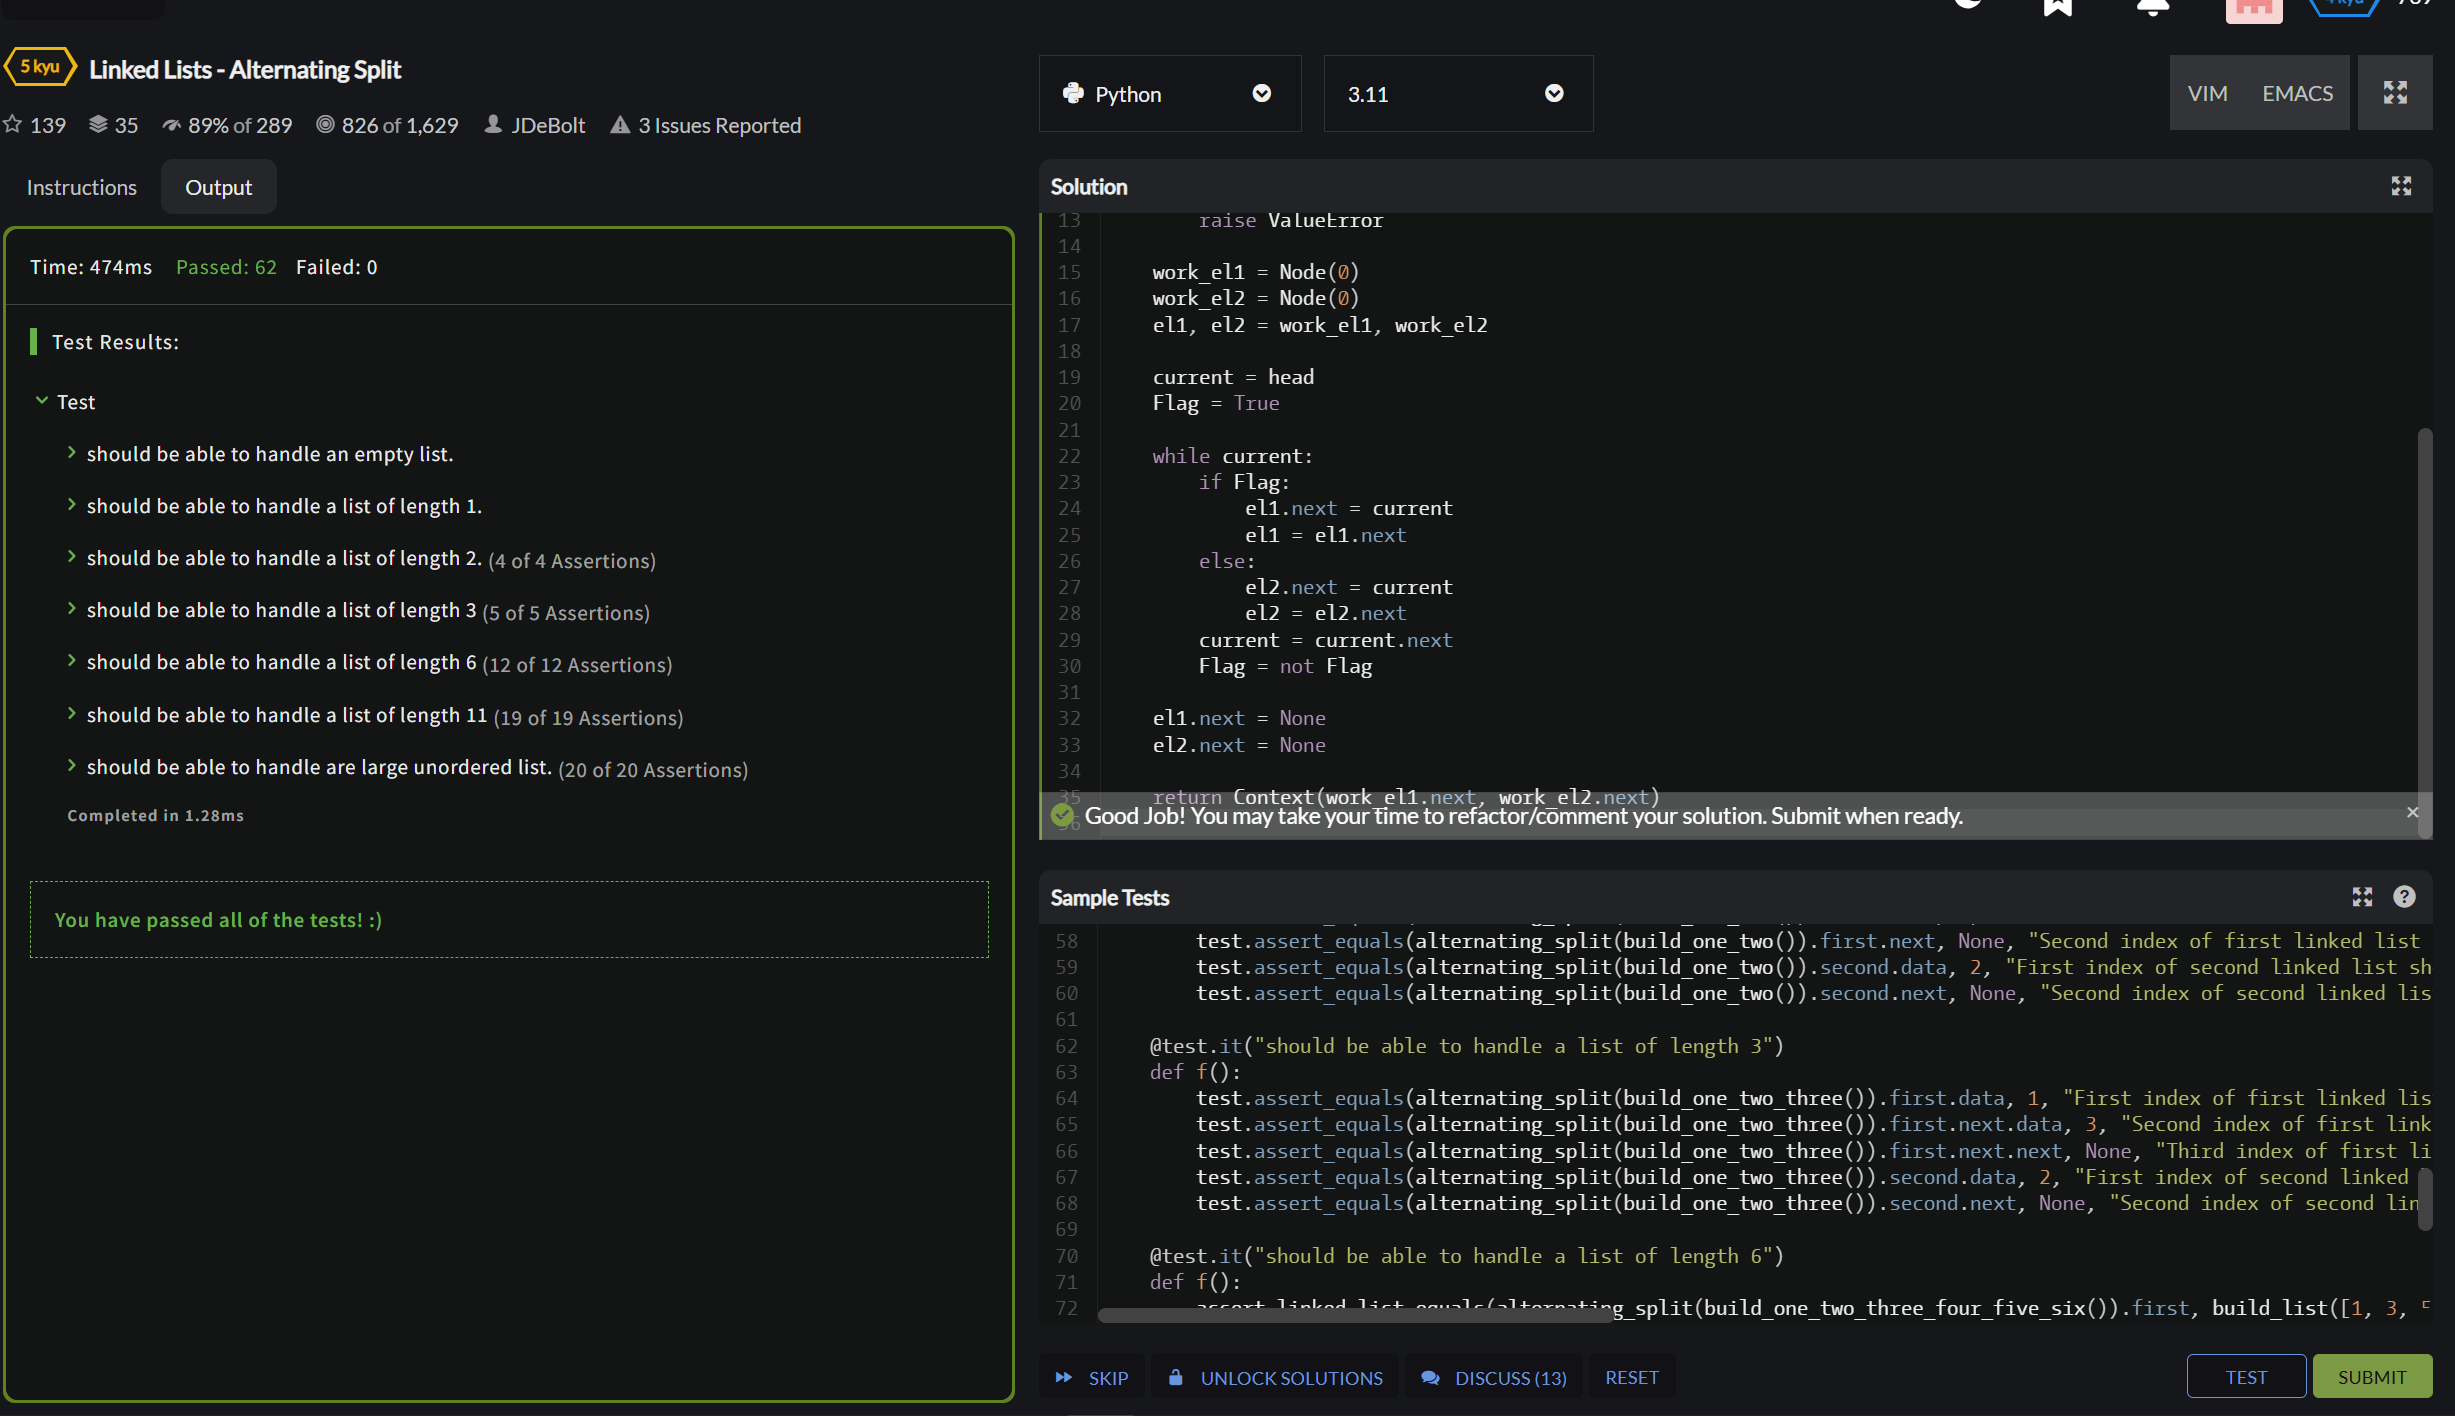 5 kyu Linked Lists - Alternating Split
139 35 89% of 289 826 of 1,629 JDeBolt 3 Issues Reported
Instructions Output
Time: 474ms Passed: 62 Failed: 0
Test Results:
Test
should be able to handle an empty list.
should be able to handle a list of length 1.
should be able to handle a list of length 2. (4 of 4 Assertions)
should be able to handle a list of length 3 (5 of 5 Assertions)
should be able to handle a list of length 6 (12 of 12 Assertions)
should be able to handle a list of length 11 (19 of 19 Assertions)
should be able to handle are large unordered list. (20 of 20 Assertions)
Completed in 1.28ms
You have passed all of the tests! :)
Python 3.11 VIM EMACS
Solution
13 raise ValueError
14
15 work_el1 = Node(0)
16 work_el2 = Node(0)
17 el1, el2 = work_el1, work_el2
18
19 current = head
20 Flag = True
21
22 while current:
23 if Flag:
24 el1.next = current
25 el1 = el1.next
26 else:
27 el2.next = current
28 el2 = el2.next
29 current = current.next
30 Flag = not Flag
31
32 el1.next = None
33 el2.next = None
34
35 return Context(work_el1.next, work_el2.next)
36
Good Job! You may take your time to refactor/comment your solution. Submit when ready.
Sample Tests
58 test.assert_equals(alternating_split(build_one_two()).first.next, None, "Second index of first linked list
59 test.assert_equals(alternating_split(build_one_two()).second.data, 2, "First index of second linked list sh
60 test.assert_equals(alternating_split(build_one_two()).second.next, None, "Second index of second linked lis
61
62 @test.it("should be able to handle a list of length 3")
63 def f():
64 test.assert_equals(alternating_split(build_one_two_three()).first.data, 1, "First index of first linked lis
65 test.assert_equals(alternating_split(build_one_two_three()).first.next.data, 3, "Second index of first link
66 test.assert_equals(alternating_split(build_one_two_three()).first.next.next, None, "Third index of first li
67 test.assert_equals(alternating_split(build_one_two_three()).second.data, 2, "First index of second linked
68 test.assert_equals(alternating_split(build_one_two_three()).second.next, None, "Second index of second lin
69
70 @test.it("should be able to handle a list of length 6")
71 def f():
72 assert_linked_list_equals(alternating_split(build_one_two_three_four_five_six()).first, build_list([1, 3,
SKIP UNLOCK SOLUTIONS DISCUSS (13) RESET TEST SUBMIT